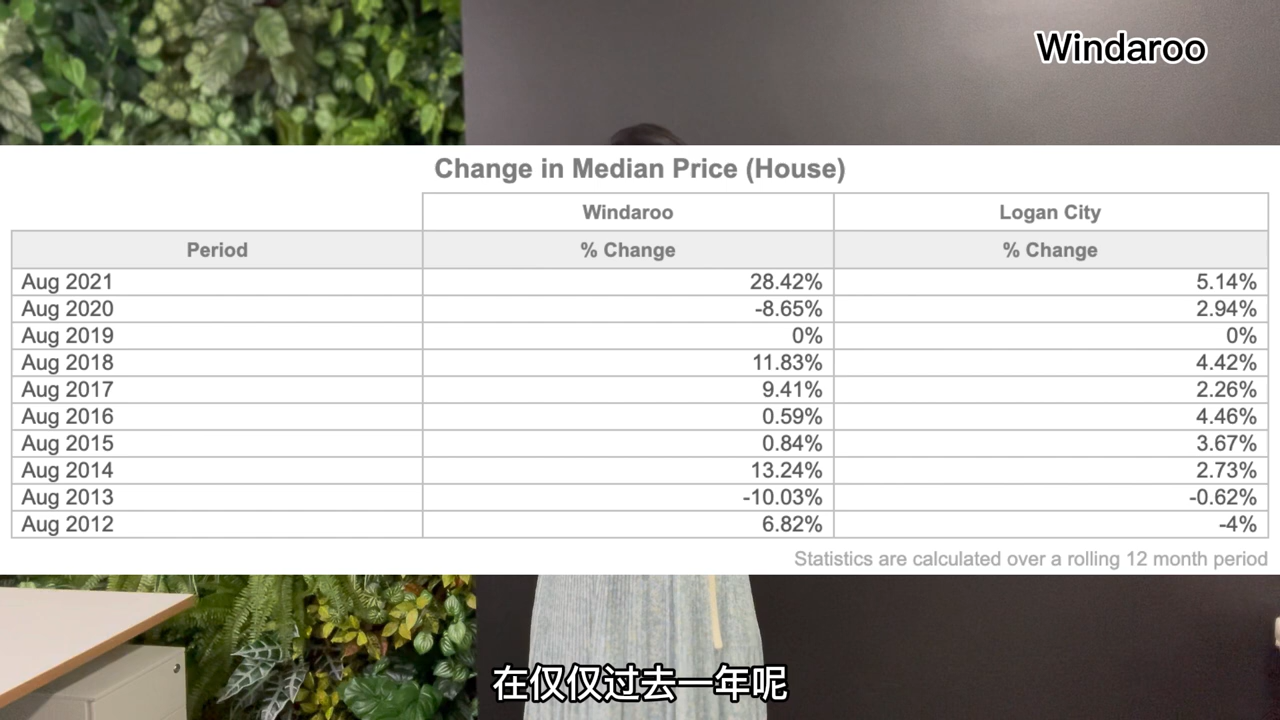 Windaroo
Change in Median Price (House)
Windaroo Logan City
Period % Change % Change
Aug 2021 28.42% 5.14%
Aug 2020 -8.65% 2.94%
Aug 2019 0% 0%
Aug 2018 11.83% 4.42%
Aug 2017 9.41% 2.26%
Aug 2016 0.59% 4.46%
Aug 2015 0.84% 3.67%
Aug 2014 13.24% 2.73%
Aug 2013 -10.03% -0.62%
Aug 2012 6.82% -4%
Statistics are calculated over a rolling 12 month period
在仅仅过去一年呢